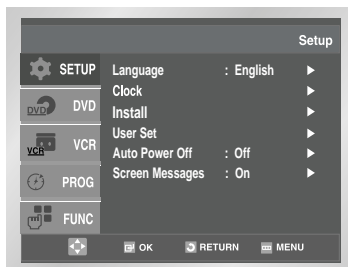 Setup
SETUP
Language : English ►
Clock ►
Install ►
User Set ►
Auto Power Off : Off ►
Screen Messages : On ►
DVD DVD
VCR VCR
PROG
FUNC
OK RETURN MENU